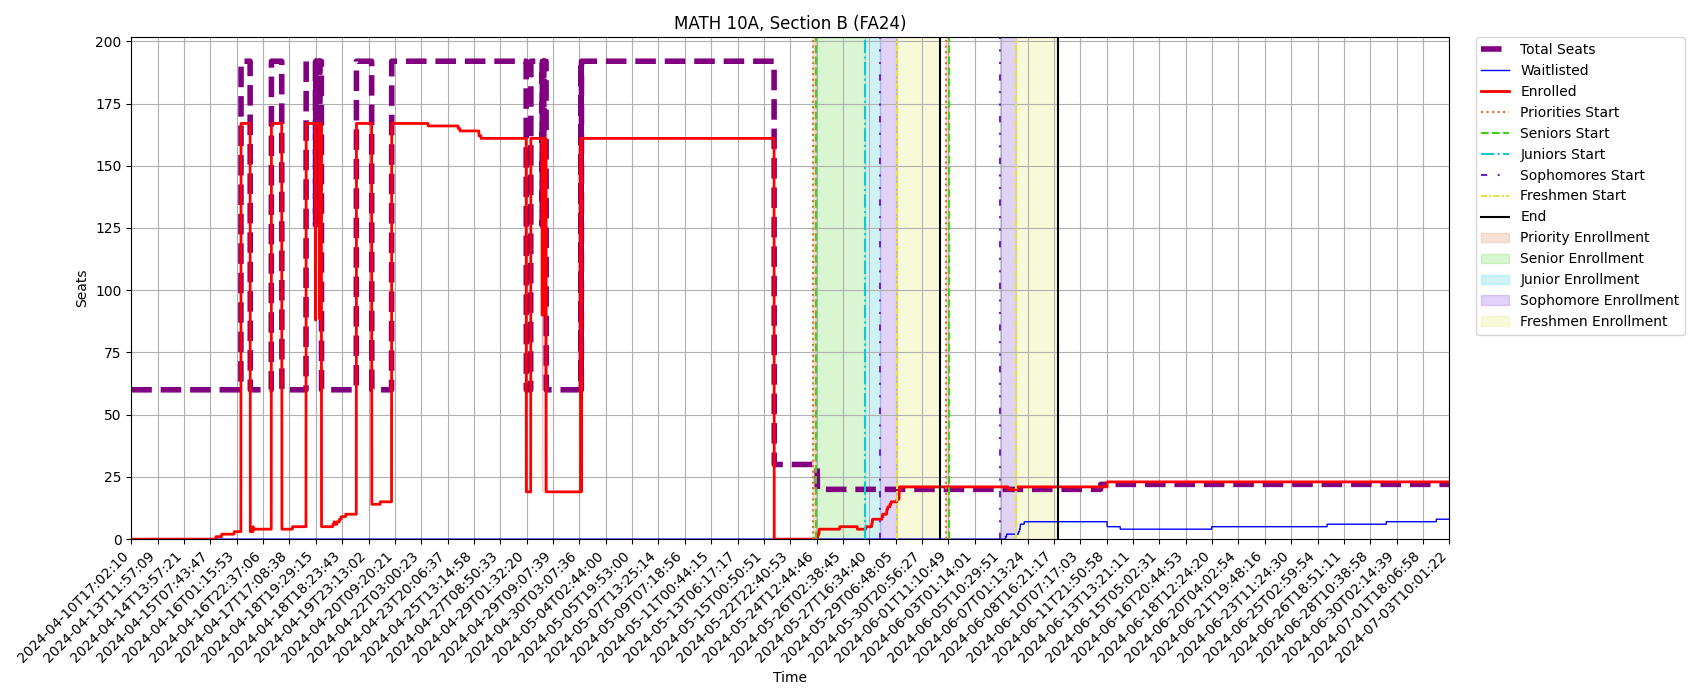 MATH 10A, Section B (FA24)
Seats
200
175
150
125
100
75
50
25
0
2024-04-10T17:02:10
2024-04-13T11:57:09
2024-04-14T13:57:21
2024-04-15T07:43:47
2024-04-16T01:15:53
2024-04-16T22:37:06
2024-04-17T17:08:38
2024-04-18T19:29:15
2024-04-18T18:23:43
2024-04-19T23:13:02
2024-04-20T09:20:21
2024-04-22T03:00:23
2024-04-23T20:06:37
2024-04-25T13:14:58
2024-04-27T08:50:33
2024-04-29T01:32:20
2024-04-29T09:07:39
2024-04-30T03:07:36
2024-05-04T02:44:00
2024-05-05T19:53:00
2024-05-07T13:25:14
2024-05-09T07:18:56
2024-05-11T00:44:15
2024-05-13T06:17:17
2024-05-15T00:50:51
2024-05-22T22:40:53
2024-05-24T12:44:46
2024-05-26T02:38:45
2024-05-27T16:34:40
2024-05-29T06:48:05
2024-05-30T20:56:27
2024-06-01T11:10:49
2024-06-03T01:14:01
2024-06-05T10:29:51
2024-06-07T01:13:24
2024-06-08T16:21:17
2024-06-10T07:17:03
2024-06-11T21:50:58
2024-06-13T13:21:11
2024-06-15T05:02:31
2024-06-16T20:44:53
2024-06-18T12:24:20
2024-06-20T04:02:54
2024-06-21T19:48:16
2024-06-23T11:24:30
2024-06-25T02:59:54
2024-06-26T18:51:11
2024-06-28T10:38:58
2024-06-30T02:14:39
2024-07-01T18:06:58
2024-07-03T10:01:22
Time
Total Seats
Waitlisted
Enrolled
Priorities Start
Seniors Start
Juniors Start
Sophomores Start
Freshmen Start
End
Priority Enrollment
Senior Enrollment
Junior Enrollment
Sophomore Enrollment
Freshmen Enrollment